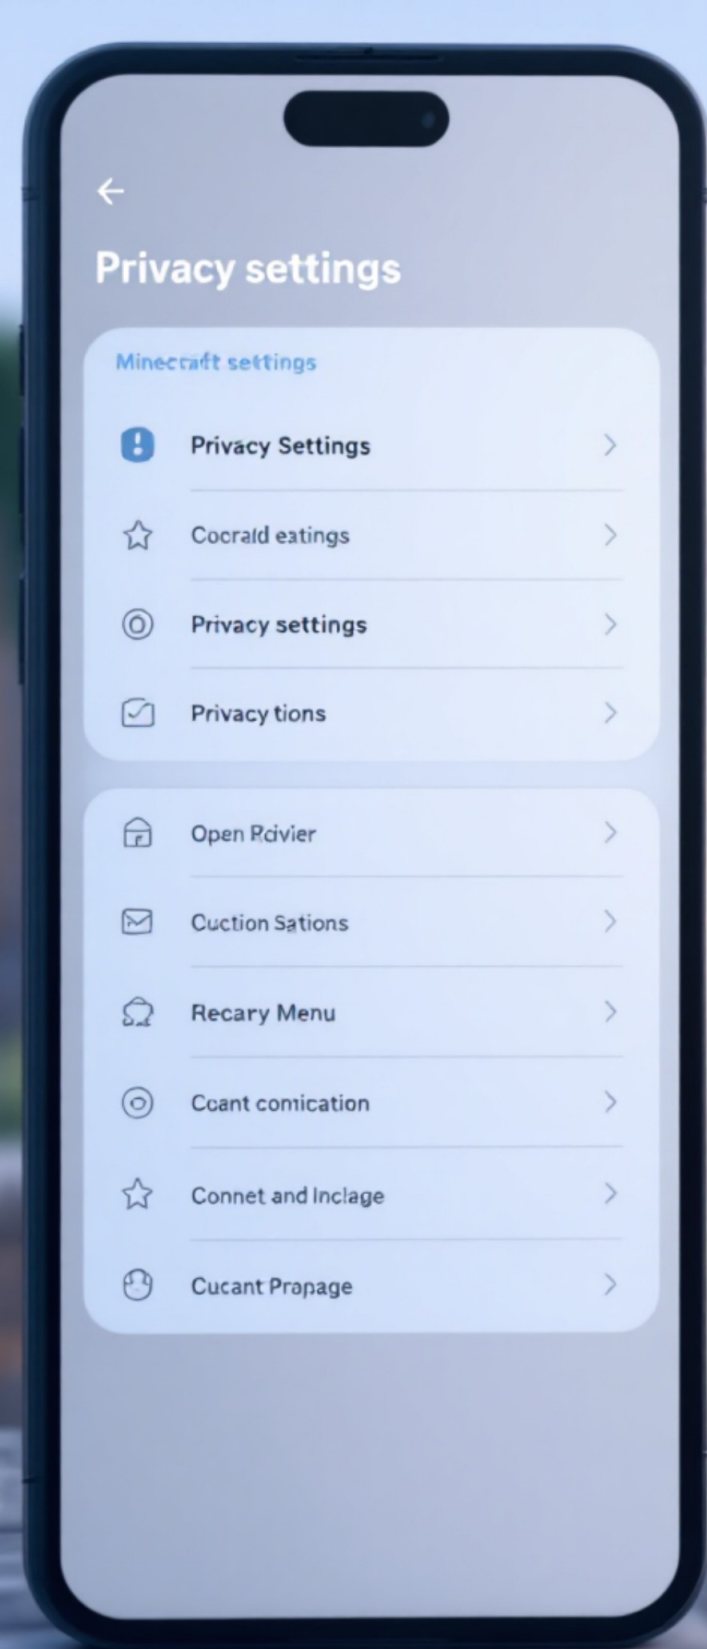 Privacy settings
Minecraft settings
Privacy Settings
Cocrald eatings
Privacy settings
Privacy tions
Open Rcivier
Cuction Sations
Recary Menu
Ccant comication
Connet and Inclage
Cucant Prapage